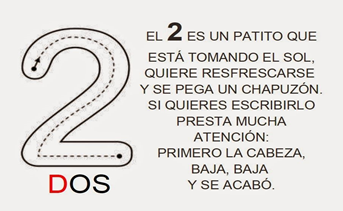 EL 2 ES UN PATITO QUE
ESTÁ TOMANDO EL SOL,
QUIERE RESFRESCARSE
Y SE PEGA UN CHAPUZÓN.
SI QUIERES ESCRIBIRLO
PRESTA MUCHA
ATENCIÓN:
PRIMERO LA CABEZA,
BAJA, BAJA
Y SE ACABÓ.
2
DOS